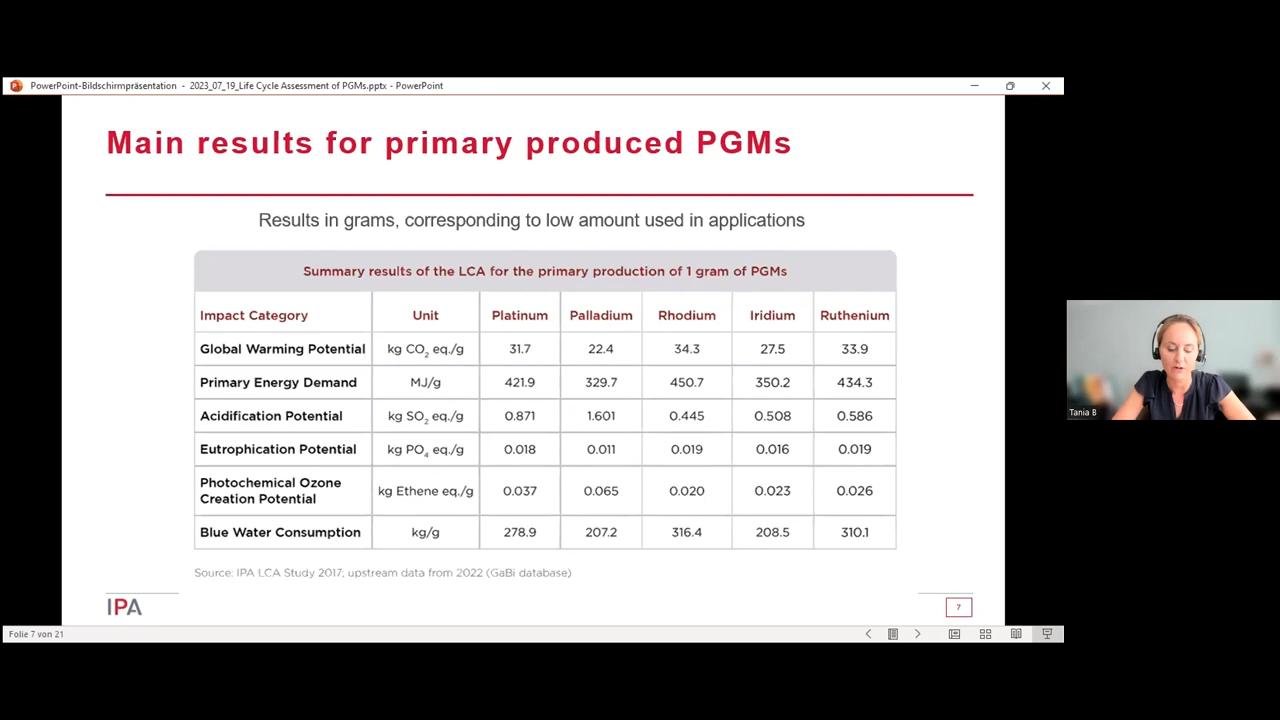 PowerPoint-Bildschirmpräsentation - 2023_07_19_Life Cycle Assessment of PGMs.pptx - PowerPoint
Main results for primary produced PGMs
Results in grams, corresponding to low amount used in applications
Summary results of the LCA for the primary production of 1 gram of PGMs
Impact Category Unit Platinum Palladium Rhodium Iridium Ruthenium
Global Warming Potential kg CO2 eq./g 31.7 22.4 34.3 27.5 33.9
Primary Energy Demand MJ/g 421.9 329.7 450.7 350.2 434.3
Acidification Potential kg SO2 eq./g 0.871 1.601 0.445 0.508 0.586
Eutrophication Potential kg PO4 eq./g 0.018 0.011 0.019 0.016 0.019
Photochemical Ozone
Creation Potential kg Ethene eq./g 0.037 0.065 0.020 0.023 0.026
Blue Water Consumption kg/g 278.9 207.2 316.4 208.5 310.1
Source: IPA LCA Study 2017; upstream data from 2022 (GaBi database)
IPA
7
Folie 7 von 21
Tania B